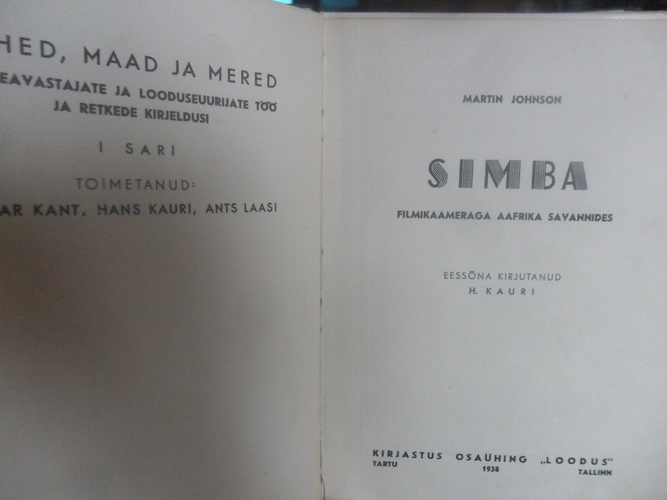 HED, MAAD JA MERED
EAVASTAJATE JA LOODUSEUURIJATE TÖÖ
JA RETKEDE KIRJELDUSI
I SARI
TOIMETANUD:
AR KANT, HANS KAURI, ANTS LAASI
MARTIN JOHNSON
SIMBA
FILMIKAAMERAGA AAFRIKA SAVANNIDES
EESSÕNA KIRJUTANUD
H. KAURI
KIRJASTUS OSAÜHING „LOODUS"
TARTU 1938 TALLINN